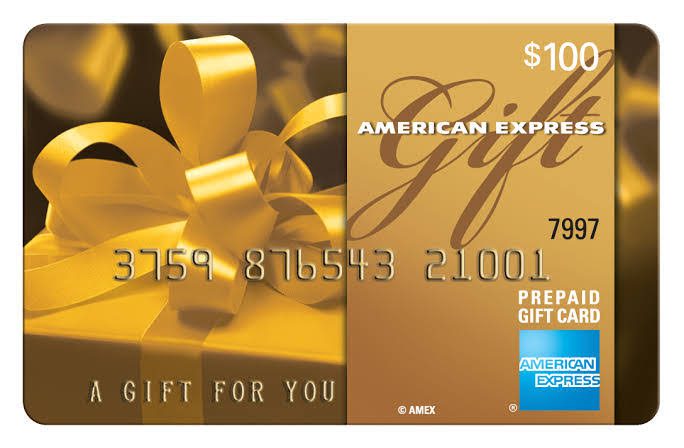 $100
Gift
AMERICAN EXPRESS
7997
3759 876543 21001
PREPAID
GIFT CARD
AMERICAN
EXPRESS
A GIFT FOR YOU
© AMEX
®